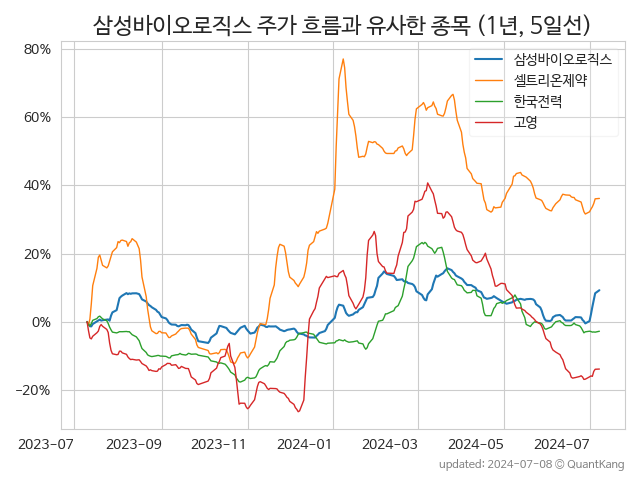 삼성바이오로직스 주가 흐름과 유사한 종목 (1년, 5일선)
80%
60%
40%
20%
0%
−20%
삼성바이오로직스
셀트리온제약
한국전력
고영
2023-07
2023-09
2023-11
2024-01
2024-03
2024-05
2024-07
updated: 2024-07-08 © QuantKang